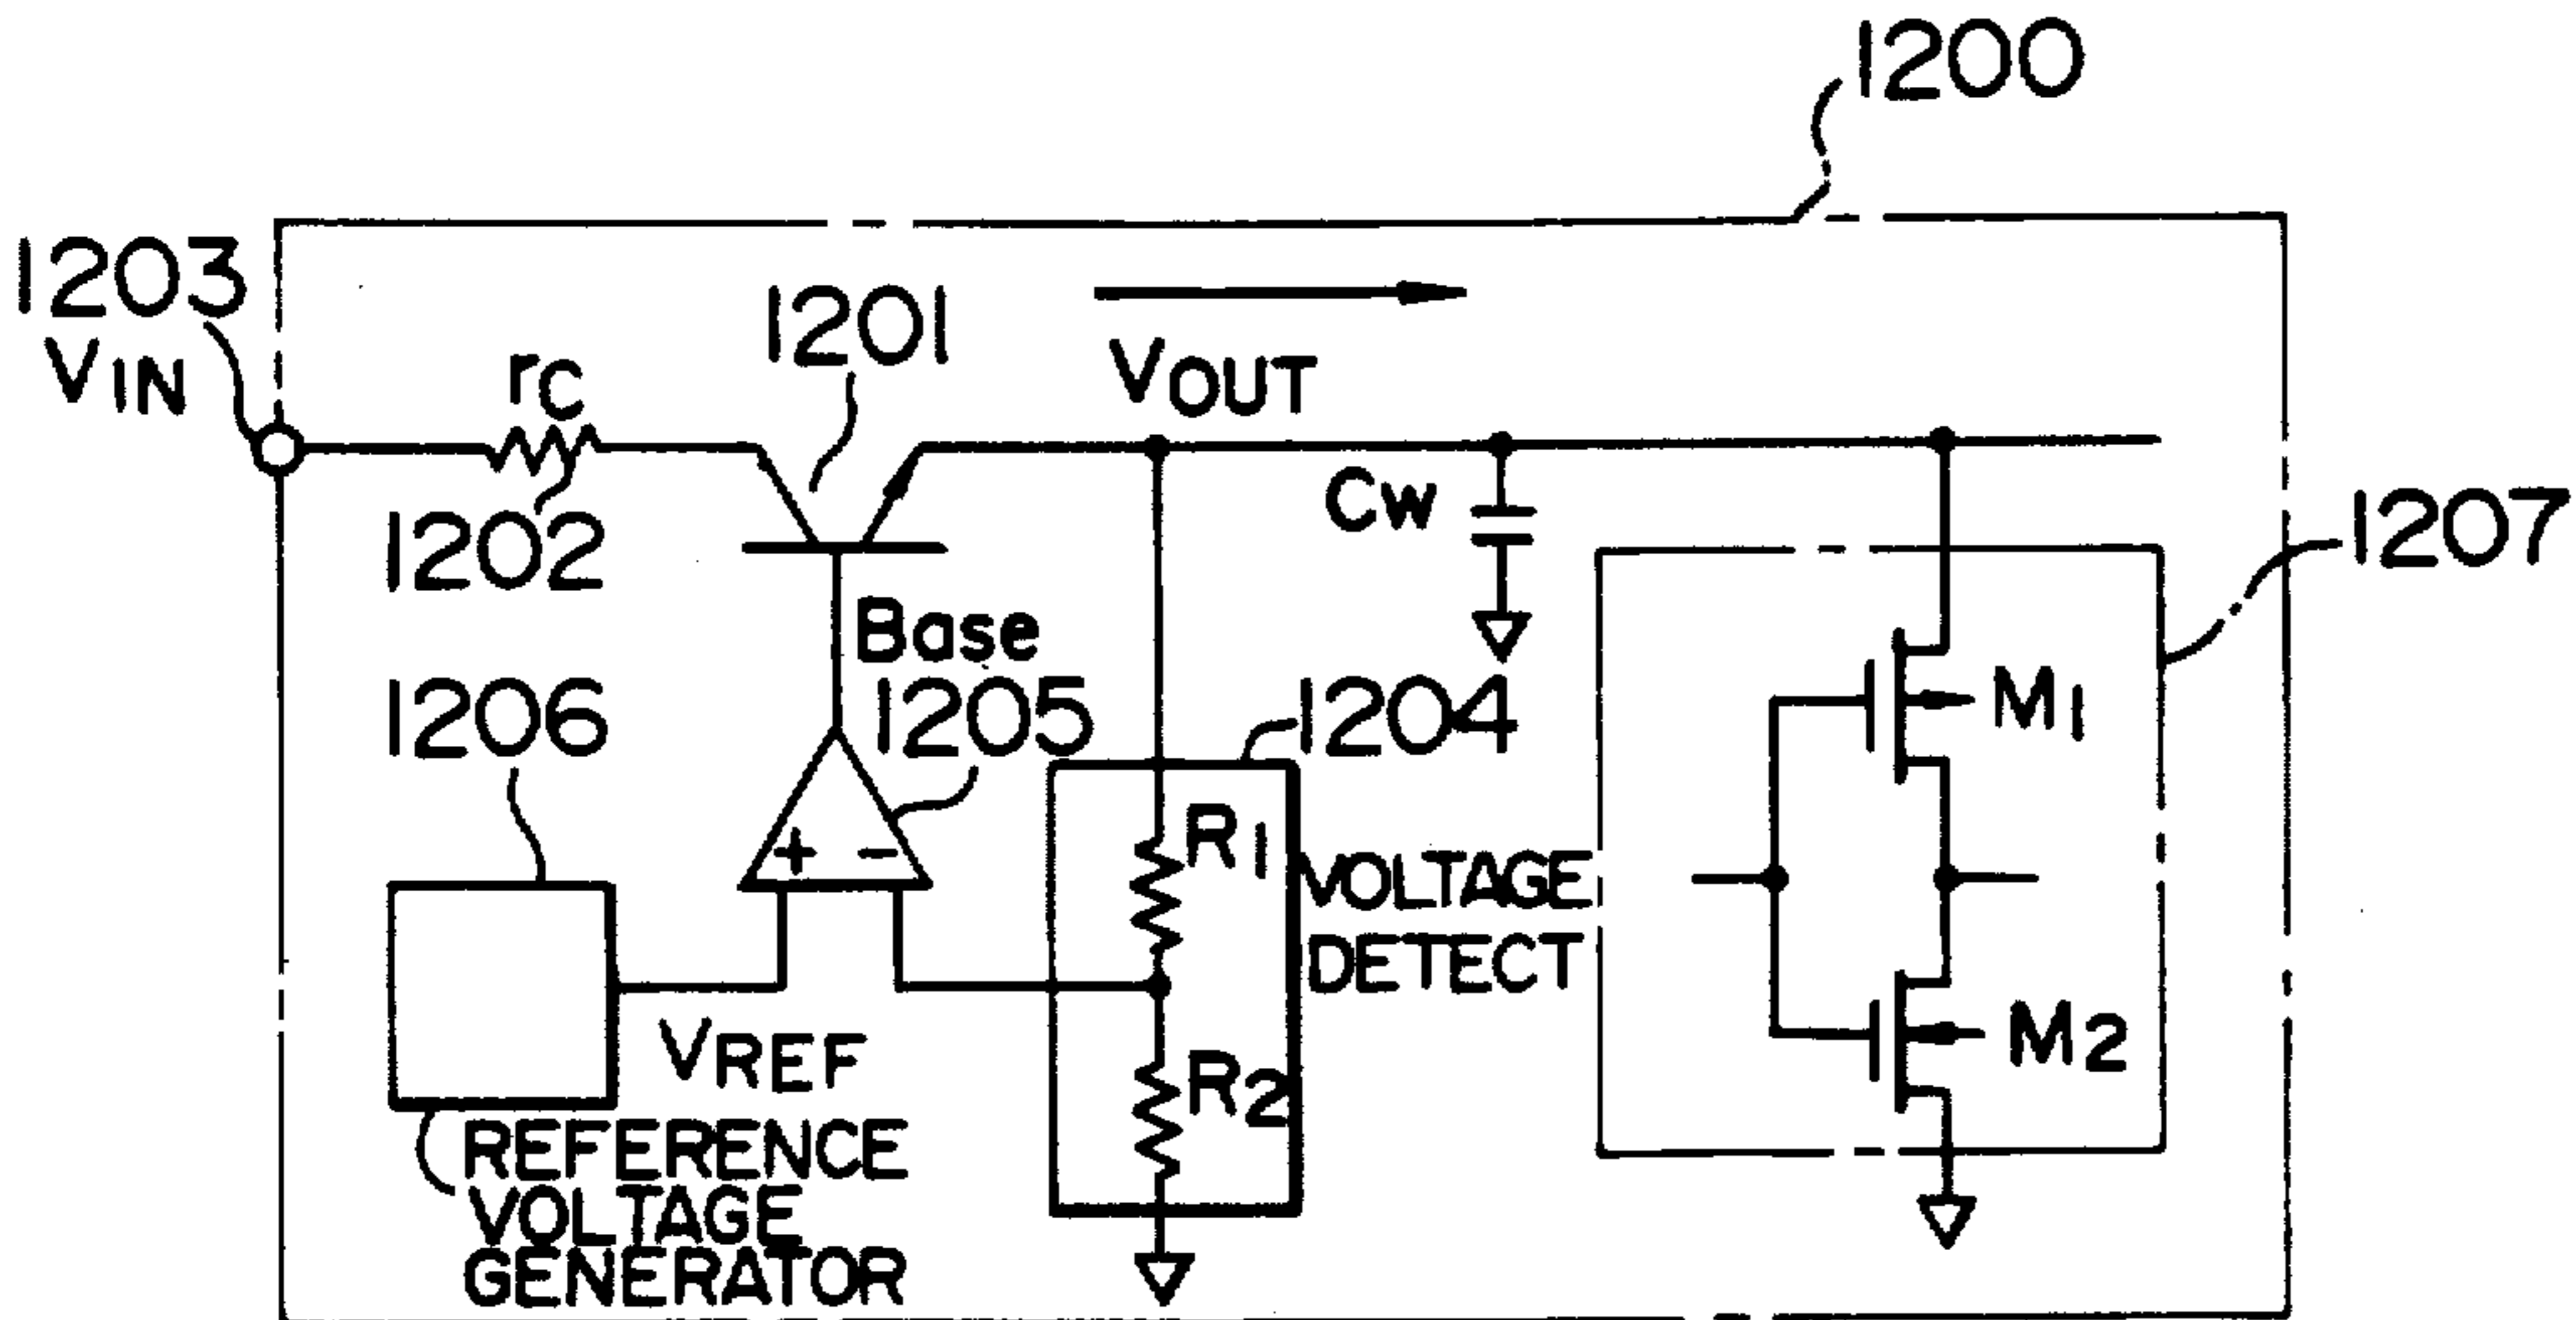 1200
1203
VIN
rC
1201
VOUT
1202
CW
1207
Base
1206
1205
1204
M1
+ -
R1
VOLTAGE
DETECT
VREF
R2
M2
REFERENCE
VOLTAGE
GENERATOR